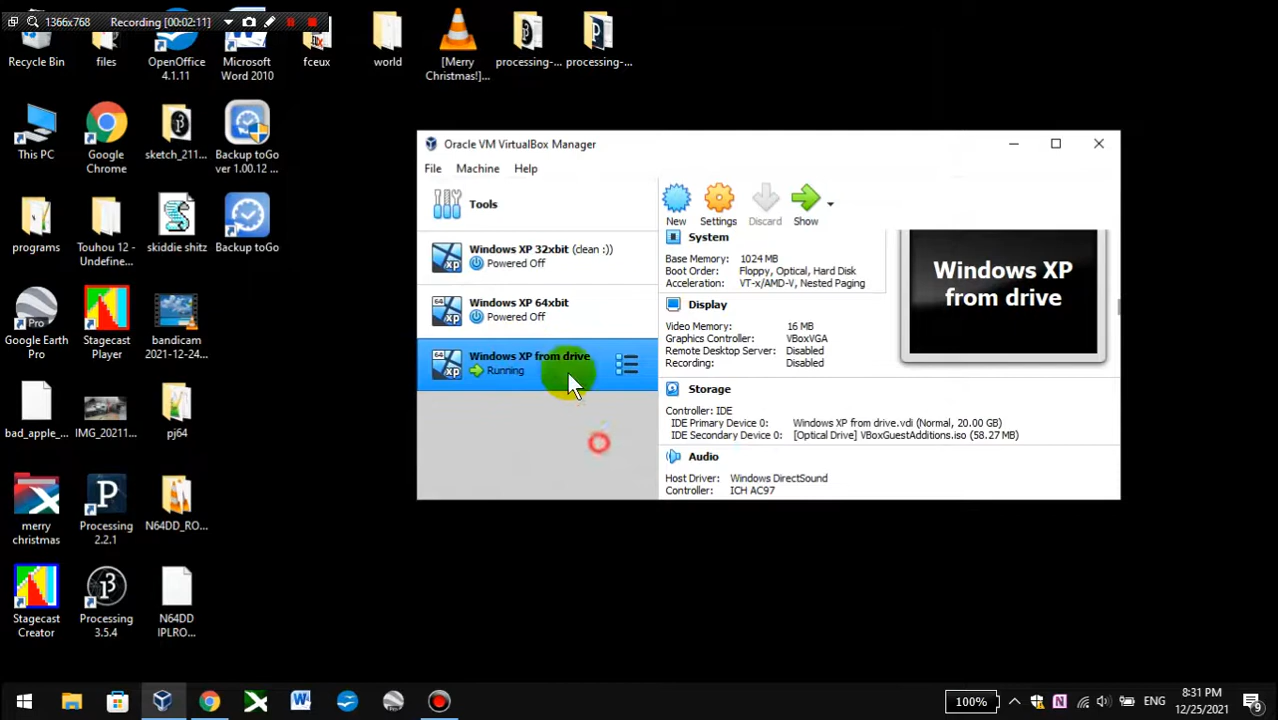 1366x768 Recording [00:02:11]
Recycle Bin
files
OpenOffice
4.1.11
Microsoft
Word 2010
fceux
world
[Merry
Christmas!]...
processing-...
processing-...
This PC
Google
Chrome
sketch_211...
Backup toGo
ver 1.00.12 ...
programs
Touhou 12 -
Undefine...
skiddie shitz
Backup toGo
Google Earth
Pro
Stagecast
Player
bandicam
2021-12-24...
bad_apple_...
IMG_20211...
pj64
merry
christmas
Processing
2.2.1
N64DD_RO...
Stagecast
Creator
Processing
3.5.4
N64DD
IPLRO...
Oracle VM VirtualBox Manager
File Machine Help
Tools
New Settings Discard Show
Windows XP 32xbit (clean :))
Powered Off
Windows XP 64xbit
Powered Off
Windows XP from drive
Running
System
Base Memory: 1024 MB
Boot Order: Floppy, Optical, Hard Disk
Acceleration: VT-x/AMD-V, Nested Paging
Windows XP
from drive
Display
Video Memory: 16 MB
Graphics Controller: VBoxVGA
Remote Desktop Server: Disabled
Recording: Disabled
Storage
Controller: IDE
IDE Primary Device 0: Windows XP from drive.vdi (Normal, 20.00 GB)
IDE Secondary Device 0: [Optical Drive] VBoxGuestAdditions.iso (58.27 MB)
Audio
Host Driver: Windows DirectSound
Controller: ICH AC97
100%
ENG
8:31 PM
12/25/2021
9